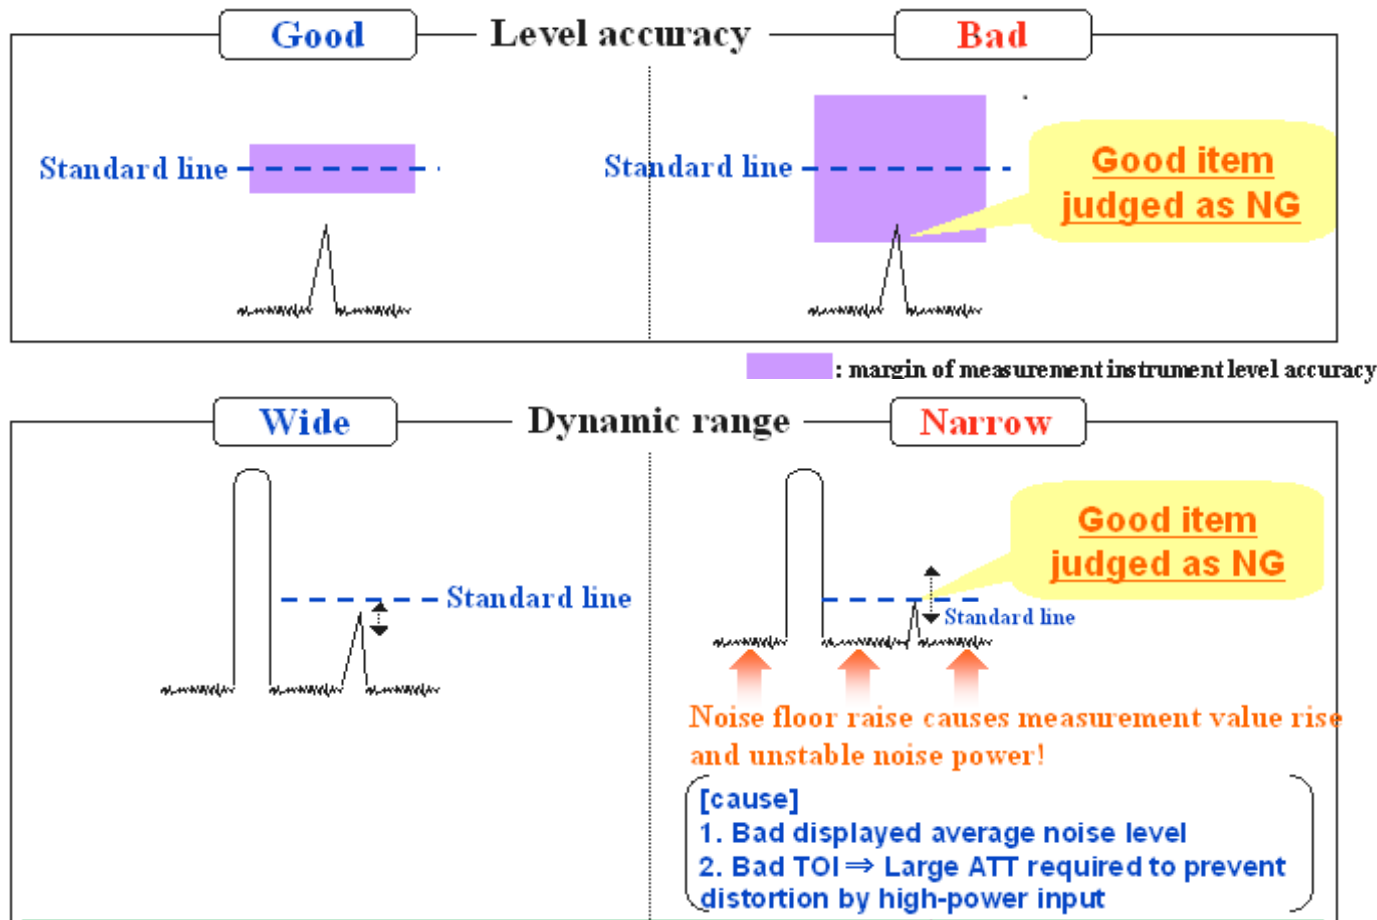 Good
Level accuracy
Bad
Standard line
Standard line
Good item
judged as NG
: margin of measurement instrument level accuracy
Wide
Dynamic range
Narrow
Standard line
Good item
judged as NG
Standard line
Noise floor raise causes measurement value rise
and unstable noise power!
[cause]
1. Bad displayed average noise level
2. Bad TOI ⇒ Large ATT required to prevent
distortion by high-power input